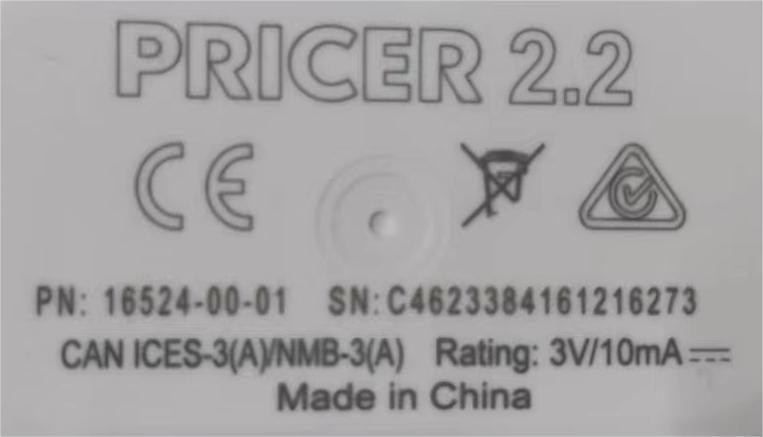 PRICER 2.2
CE
PN: 16524-00-01 SN:C4623384161216273
CAN ICES-3(A)/NMB-3(A) Rating: 3V/10mA
Made in China